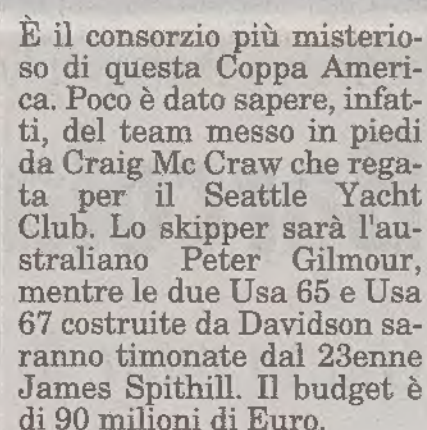 È il consorzio più misterio-
so di questa Coppa Ameri-
ca. Poco è dato sapere, infat-
ti, del team messo in piedi
da Craig Mc Craw che rega-
ta per il Seattle Yacht
Club. Lo skipper sarà l'au-
straliano Peter Gilmour,
mentre le due Usa 65 e Usa
67 costruite da Davidson sa-
ranno timonate dal 23enne
James Spithill. Il budget è
di 90 milioni di Euro.